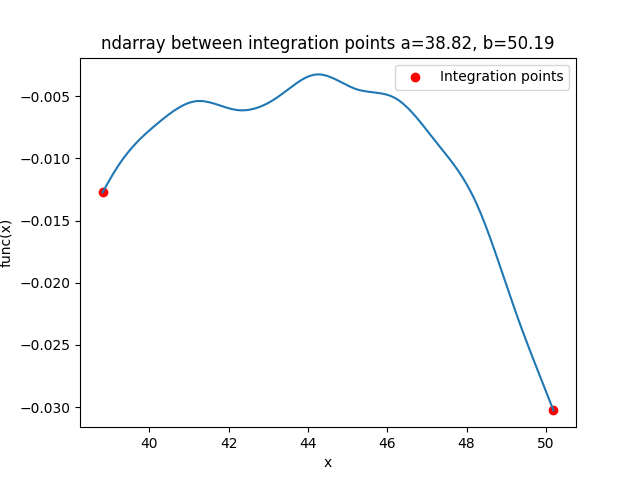 ndarray between integration points a=38.82, b=50.19
Integration points
−0.005
−0.010
−0.015
−0.020
−0.025
−0.030
func(x)
40 42 44 46 48 50
x